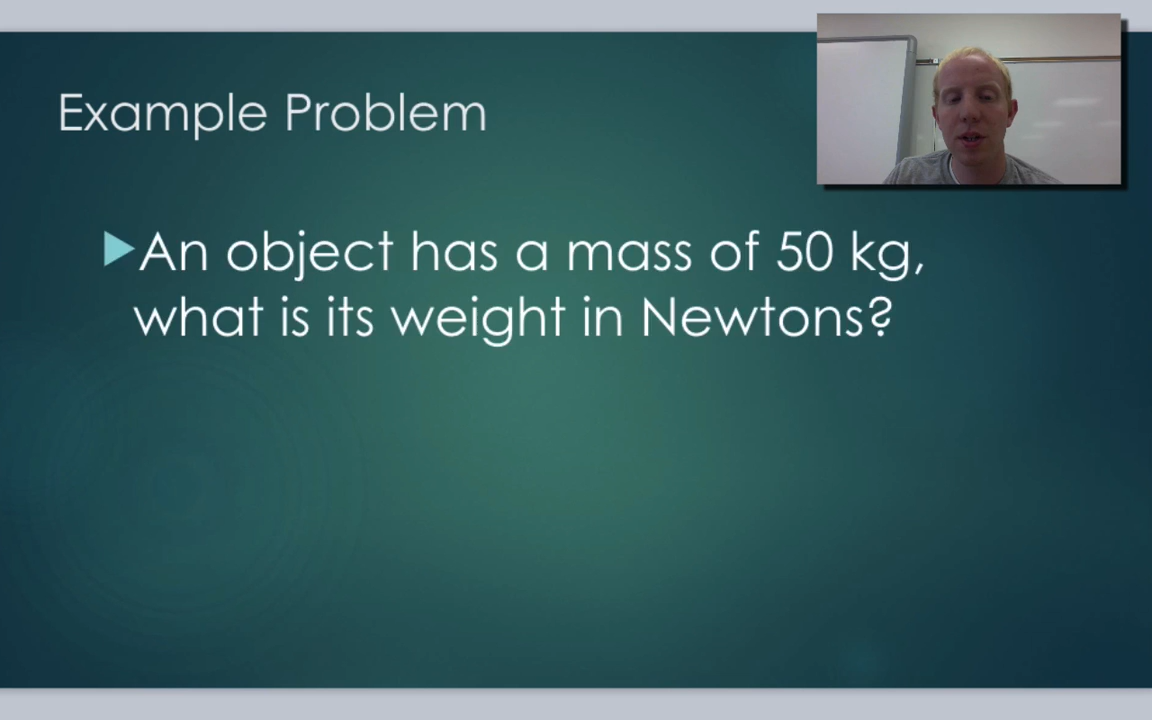 Example Problem
An object has a mass of 50 kg,
what is its weight in Newtons?